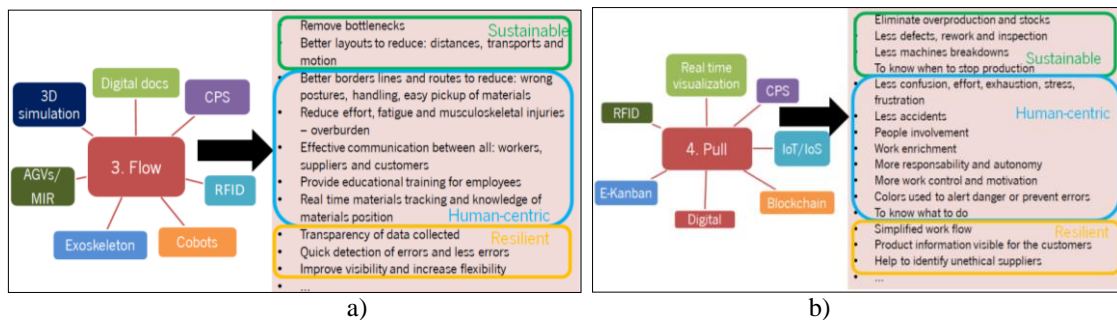 3D
simulation
Digital docs
CPS
AGVs/
MIR
3. Flow
RFID
Exoskeleton
Cobots
• Remove bottlenecks
Sustainable
• Better layouts to reduce: distances, transports and
motion
• Better borders lines and routes to reduce: wrong
postures, handling, easy pickup of materials
• Reduce effort, fatigue and musculoskeletal injuries
– overburden
• Effective communication between all: workers,
suppliers and customers
• Provide educational training for employees
• Real time materials tracking and knowledge of
materials position
Human-centric
• Transparency of data collected
Resilient
• Quick detection of errors and less errors
• Improve visibility and increase flexibility
• ...
a)
Real time
visualization
CPS
RFID
4. Pull
IoT/IoS
E-Kanban
Blockchain
Digital
• Eliminate overproduction and stocks
• Less defects, rework and inspection
• Less machines breakdowns
Sustainable
• To know when to stop production
• Less confusion, effort, exhaustion, stress,
frustration
Human-centric
• Less accidents
• People involvement
• Work enrichment
• More responsability and autonomy
• More work control and motivation
• Colors used to alert danger or prevent errors
• To know what to do
• Simplified work flow
Resilient
• Product information visible for the customers
• Help to identify unethical suppliers
• ...
b)